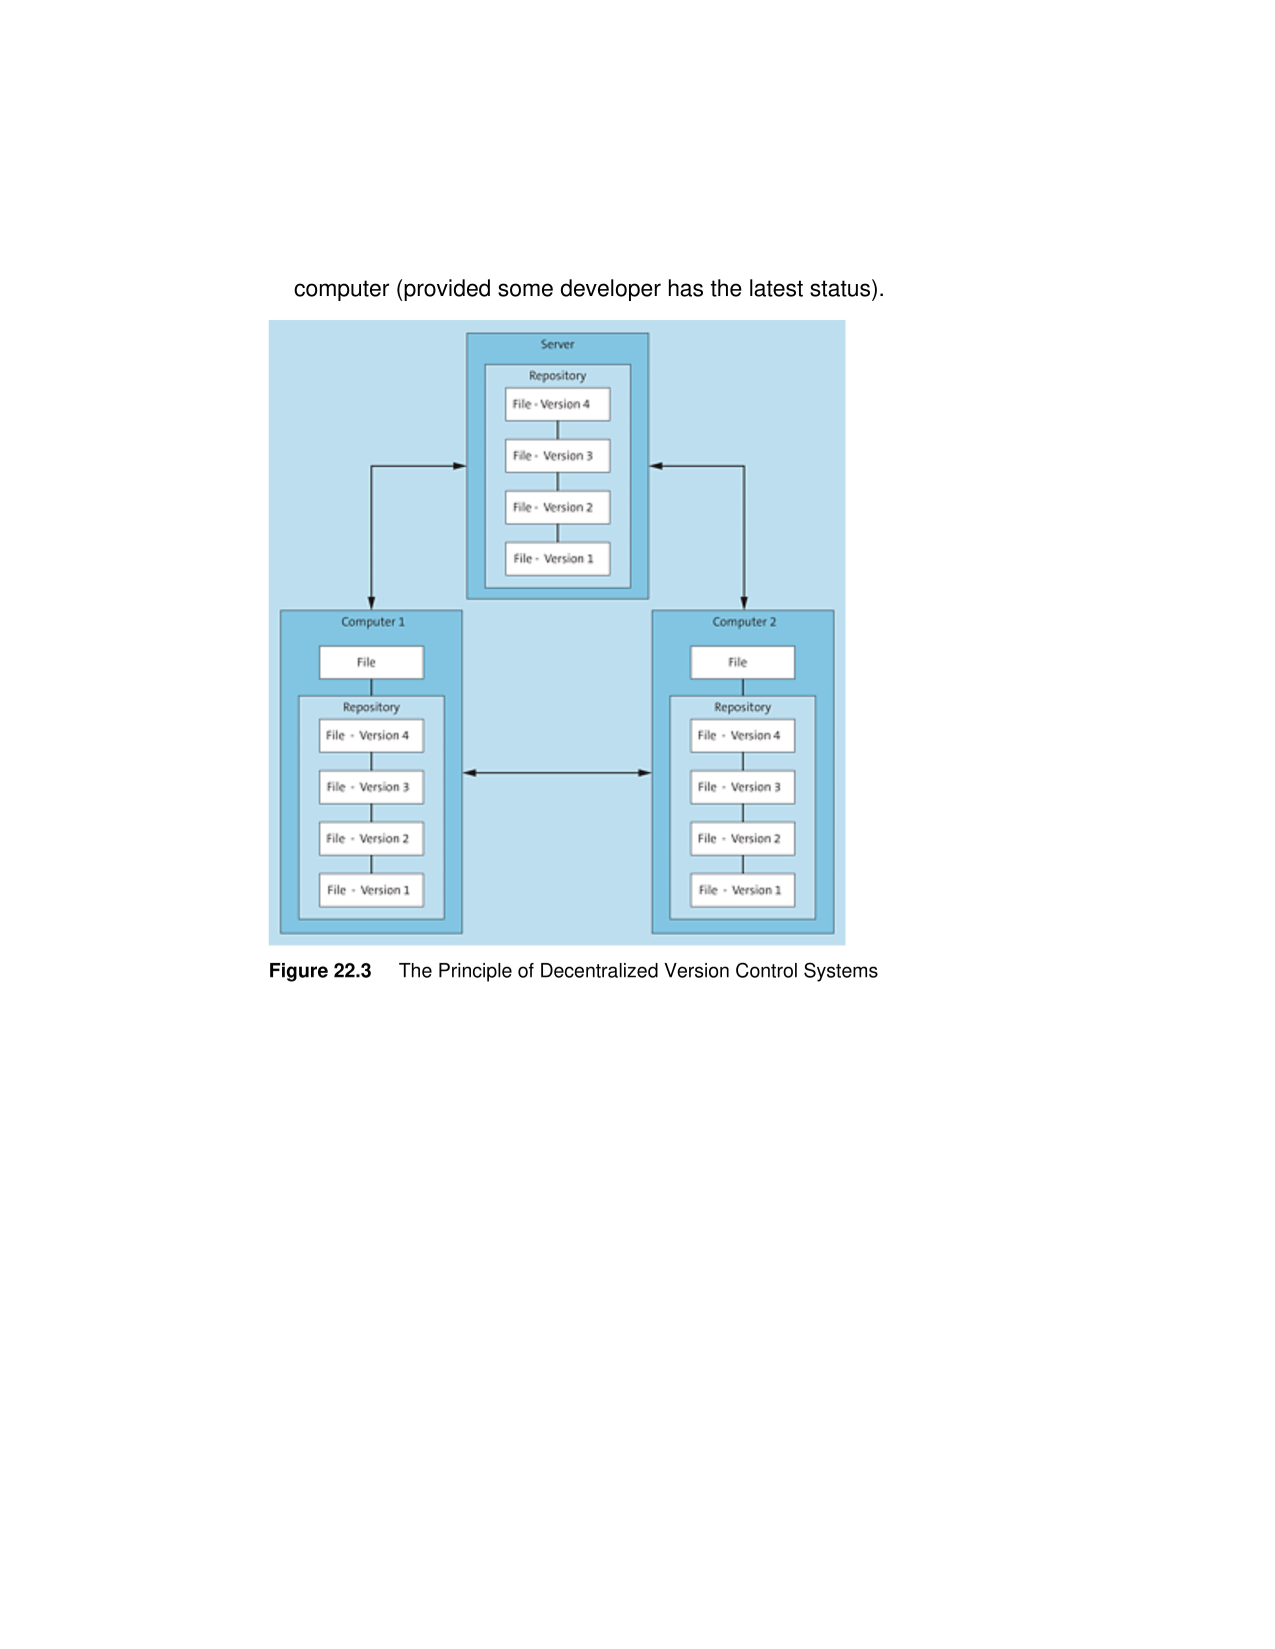 computer (provided some developer has the latest status).
Server
Repository
File - Version 4
File - Version 3
File - Version 2
File - Version 1
Computer 1
File
Repository
File - Version 4
File - Version 3
File - Version 2
File - Version 1
Computer 2
File
Repository
File - Version 4
File - Version 3
File - Version 2
File - Version 1
Figure 22.3 The Principle of Decentralized Version Control Systems